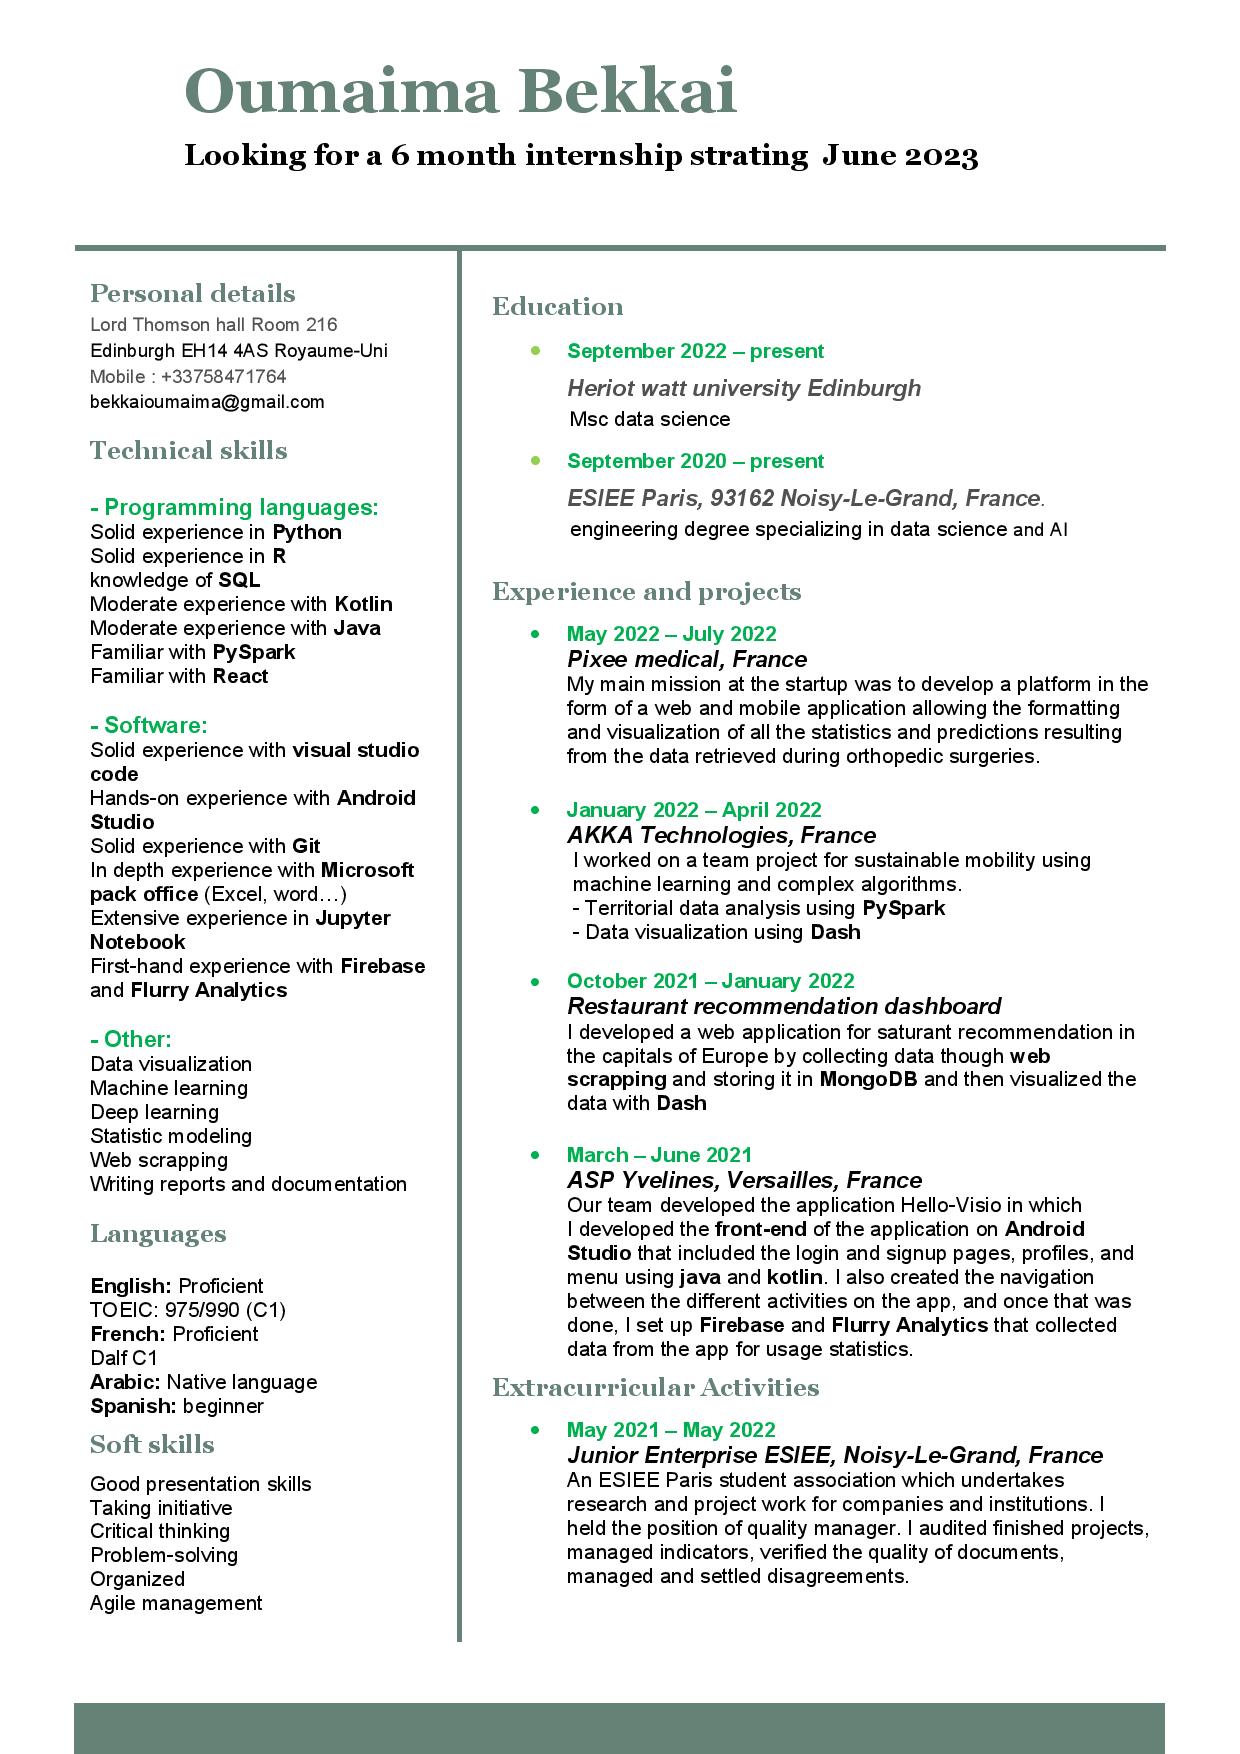 Oumaima Bekkai
Looking for a 6 month internship strating June 2023
Personal details
Lord Thomson hall Room 216
Edinburgh EH14 4AS Royaume-Uni
Mobile : +33758471764
bekkaioumaima@gmail.com
Technical skills
- Programming languages:
Solid experience in Python
Solid experience in R
knowledge of SQL
Moderate experience with Kotlin
Moderate experience with Java
Familiar with PySpark
Familiar with React
- Software:
Solid experience with visual studio
code
Hands-on experience with Android
Studio
Solid experience with Git
In depth experience with Microsoft
pack office (Excel, word…)
Extensive experience in Jupyter
Notebook
First-hand experience with Firebase
and Flurry Analytics
- Other:
Data visualization
Machine learning
Deep learning
Statistic modeling
Web scrapping
Writing reports and documentation
Languages
English: Proficient
TOEIC: 975/990 (C1)
French: Proficient
Dalf C1
Arabic: Native language
Spanish: beginner
Soft skills
Good presentation skills
Taking initiative
Critical thinking
Problem-solving
Organized
Agile management
Education
• September 2022 – present
Heriot watt university Edinburgh
Msc data science
• September 2020 – present
ESIEE Paris, 93162 Noisy-Le-Grand, France.
engineering degree specializing in data science and AI
Experience and projects
• May 2022 – July 2022
Pixee medical, France
My main mission at the startup was to develop a platform in the
form of a web and mobile application allowing the formatting
and visualization of all the statistics and predictions resulting
from the data retrieved during orthopedic surgeries.
• January 2022 – April 2022
AKKA Technologies, France
I worked on a team project for sustainable mobility using
machine learning and complex algorithms.
- Territorial data analysis using PySpark
- Data visualization using Dash
• October 2021 – January 2022
Restaurant recommendation dashboard
I developed a web application for saturant recommendation in
the capitals of Europe by collecting data though web
scrapping and storing it in MongoDB and then visualized the
data with Dash
• March – June 2021
ASP Yvelines, Versailles, France
Our team developed the application Hello-Visio in which
I developed the front-end of the application on Android
Studio that included the login and signup pages, profiles, and
menu using java and kotlin. I also created the navigation
between the different activities on the app, and once that was
done, I set up Firebase and Flurry Analytics that collected
data from the app for usage statistics.
Extracurricular Activities
• May 2021 – May 2022
Junior Enterprise ESIEE, Noisy-Le-Grand, France
An ESIEE Paris student association which undertakes
research and project work for companies and institutions. I
held the position of quality manager. I audited finished projects,
managed indicators, verified the quality of documents,
managed and settled disagreements.